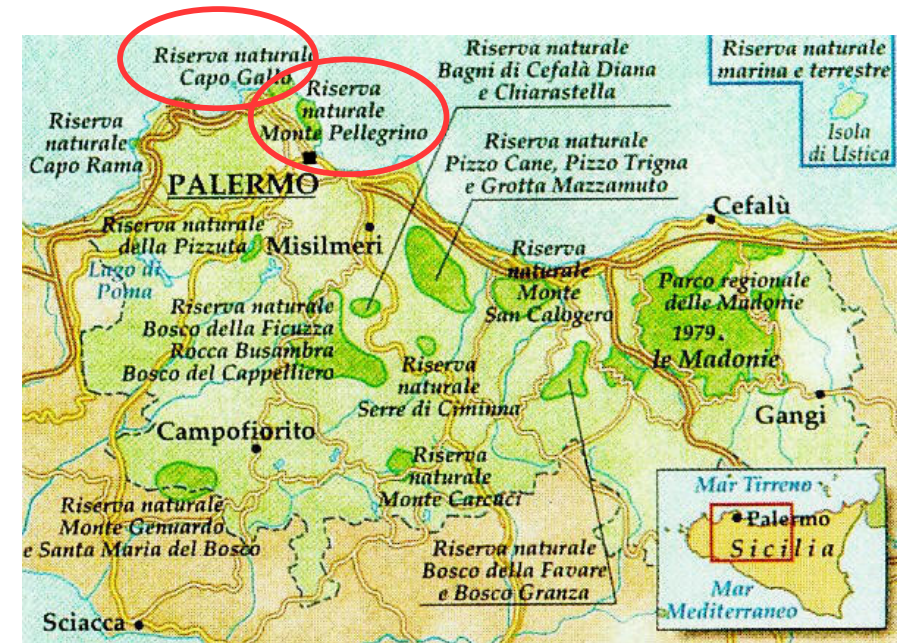 Riserva naturale
Capo Gallo
Riserva
naturale
Monte Pellegrino
Riserva naturale
Bagni di Cefalà Diana
e Chiarastella
Riserva naturale
marina e terrestre
Isola
di Ustica
Riserva
naturale
Capo Rama
Riserva naturale
Pizzo Cane, Pizzo Trigna
e Grotta Mazzamuto
PALERMO
Cefalù
Riserva naturale
della Pizzuta
Misilmeri
Lago di
Poma
Riserva
naturale
Monte
San Calogero
Parco regionale
delle Madonie
1979.
le Madonie
Riserva naturale
Bosco della Ficuzza
Rocca Busambra
Bosco del Cappelliero
Riserva
naturale
Serre di Ciminna
Gangi
Campofiorito
Riserva
naturale
Monte Carcaci
Riserva naturale
Monte Genuardo
e Santa Maria del Bosco
Riserva naturale
Bosco della Favare
e Bosco Granza
Sciacca
Mar Tirreno
Palermo
Sicilia
Mar
Mediterraneo